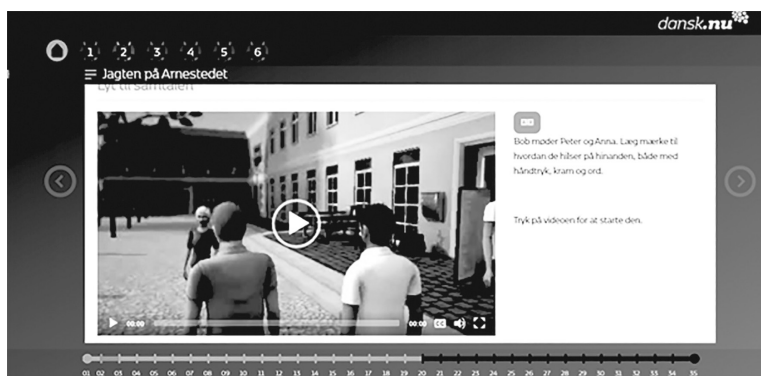 dansk.nu
1 2 3 4 5 6
Jagten på Arnestedet
Lyt til samtalen
Bob møder Peter og Anna. Læg mærke til
hvordan de hilser på hinanden, både med
håndtryk, kram og ord.
Tryk på videoen for at starte den.
00:00 00:00 CC
01 02 03 04 05 06 07 08 09 10 11 12 13 14 15 16 17 18 19 20 21 22 23 24 25 26 27 28 29 30 31 32 33 34 35